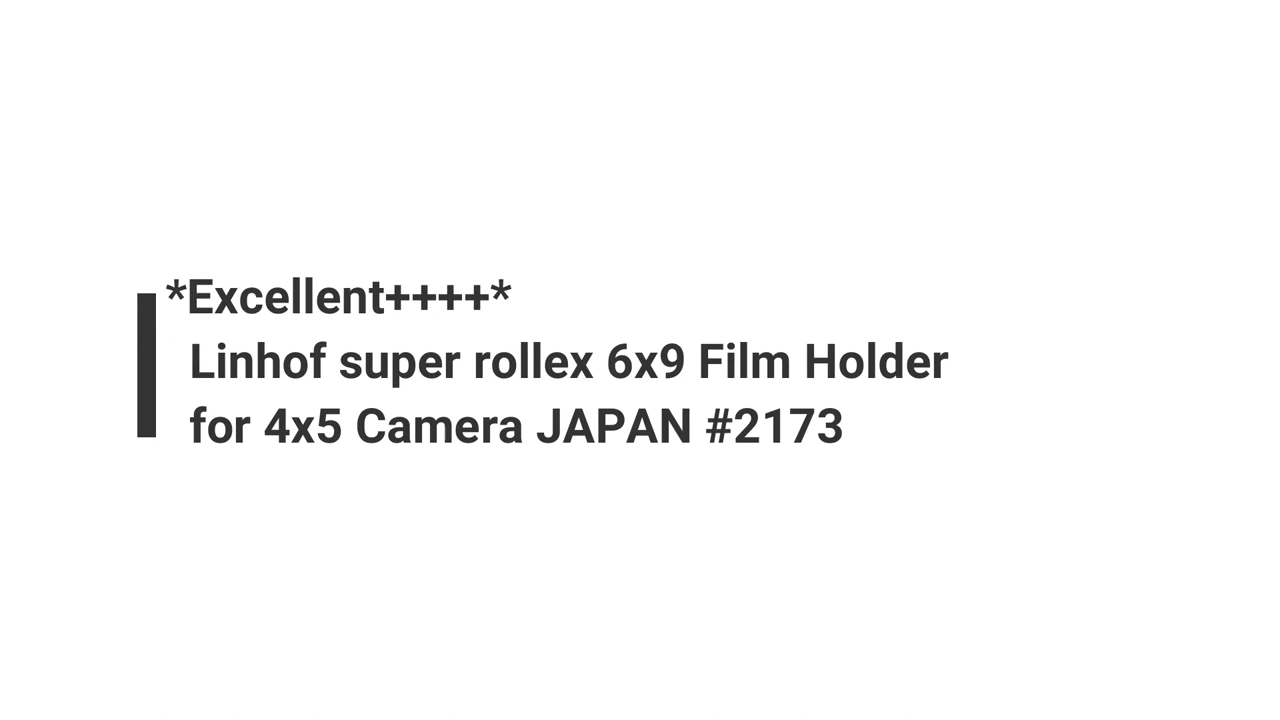 *Excellent++++*
Linhof super rollex 6x9 Film Holder
for 4x5 Camera JAPAN #2173